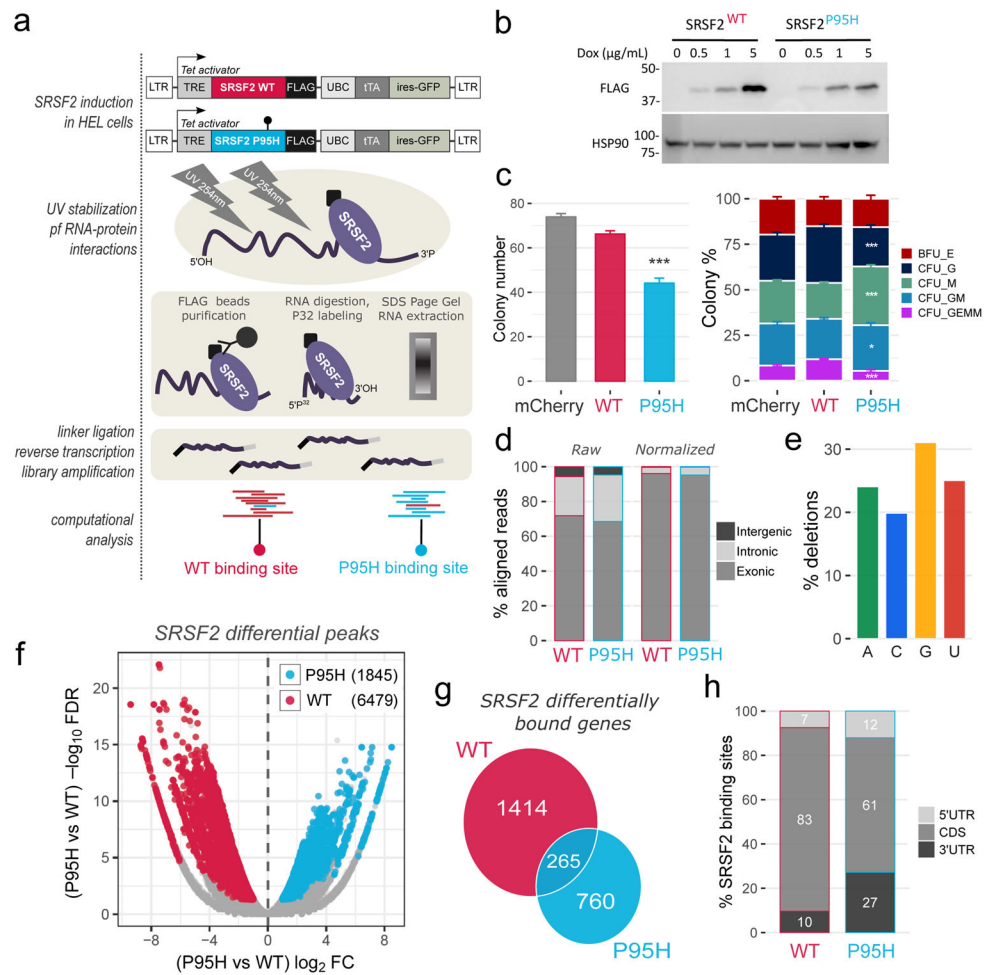 a
SRSF2 induction
in HEL cells
Tet activator
LTR TRE SRSF2 WT FLAG UBC tTA ires-GFP LTR
Tet activator
LTR TRE SRSF2 P95H FLAG UBC tTA ires-GFP LTR
UV stabilization
pf RNA-protein
interactions
UV 254nm UV 254nm
SRSF2
5'OH 3'P
FLAG beads
purification
RNA digestion,
P32 labeling
SDS Page Gel
RNA extraction
SRSF2
SRSF2
5'P32 3'OH
linker ligation
reverse transcription
library amplification
computational
analysis
WT binding site P95H binding site
b
SRSF2WT SRSF2P95H
Dox (µg/mL) 0 0.5 1 5 0 0.5 1 5
50-
FLAG
37-
100-
HSP90
75-
c
Colony number
80
60
40
20
0
***
mCherry WT P95H
Colony %
100
75
50
25
0
***
***
*
***
mCherry WT P95H
BFU_E
CFU_G
CFU_M
CFU_GM
CFU_GEMM
d
Raw Normalized
% aligned reads
100
80
60
40
20
0
WT P95H WT P95H
Intergenic
Intronic
Exonic
e
% deletions
30
20
10
0
A C G U
f
SRSF2 differential peaks
(P95H vs WT) −log10 FDR
20
15
10
5
0
P95H (1845)
WT (6479)
−8 −4 0 4 8
(P95H vs WT) log2 FC
g
SRSF2 differentially
bound genes
WT
1414
265
760
P95H
h
% SRSF2 binding sites
100
80
60
40
20
0
7 12
83 61
10 27
WT P95H
5'UTR
CDS
3'UTR